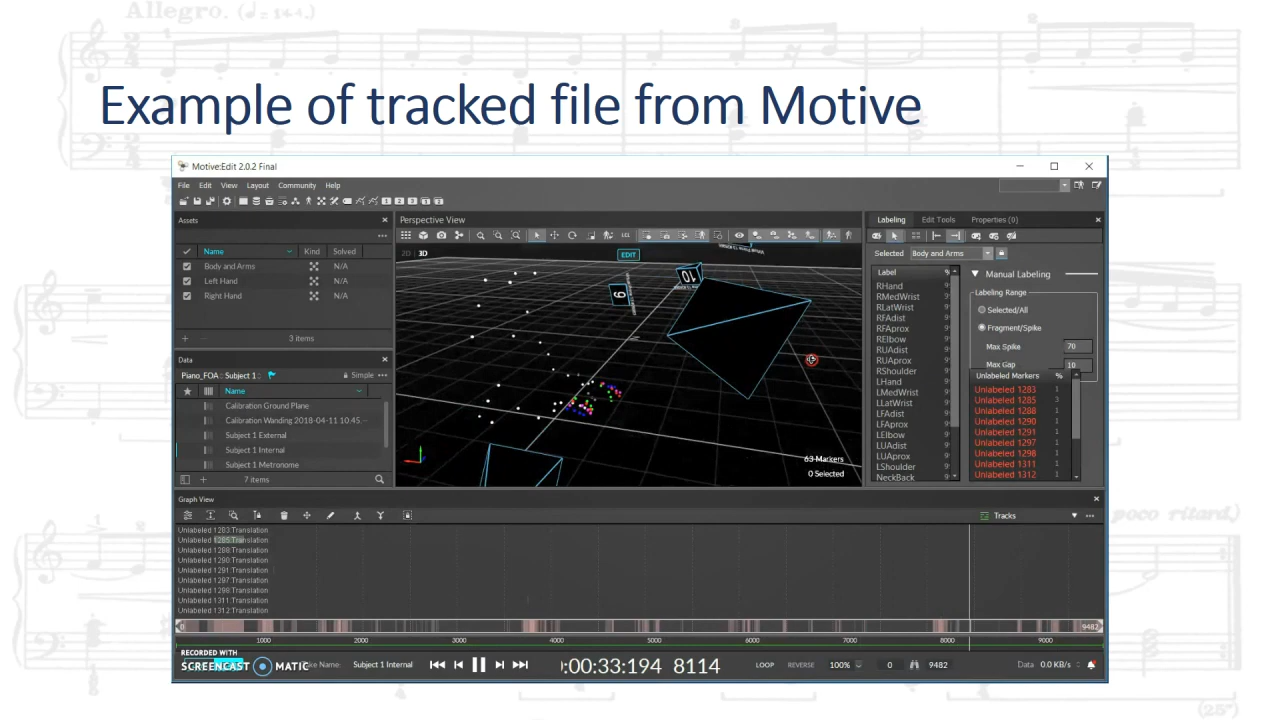 Allegro. (♩= 144.)
Example of tracked file from Motive
Motive:Edit 2.0.2 Final
File Edit View Layout Community Help
Assets
Name Kind Solved
Body and Arms N/A
Left Hand N/A
Right Hand N/A
3 items
Data
Piano_FOA Subject 1 Simple
Name
Calibration Ground Plane
Calibration Wanding 2018-04-11 10:45.
Subject 1 External
Subject 1 Internal
Subject 1 Metronome
7 items
Perspective View
LCL
2D 3D
EDIT
10
9
63 Markers
0 Selected
Labeling Edit Tools Properties (0)
Selected Body and Arms
Label %
RHand
RMedWrist
RLatWrist
RFAdist
RFAprox
RElbow
RUAdist
RUAprox
RShoulder
LHand
LMedWrist
LLatWrist
LFAdist
LFAprox
LElbow
LUAdist
LUAprox
LShoulder
NeckBack
Manual Labeling
Labeling Range
Selected/All
Fragment/Spike
Max Spike 70
Max Gap 10
Unlabeled Markers %
Unlabeled 1283 1
Unlabeled 1285 3
Unlabeled 1288 1
Unlabeled 1290 1
Unlabeled 1291 1
Unlabeled 1297 1
Unlabeled 1298 1
Unlabeled 1311 1
Unlabeled 1312 1
Graph View
Tracks
Unlabeled 1283:Translation
Unlabeled 1285:Translation
Unlabeled 1288:Translation
Unlabeled 1290:Translation
Unlabeled 1291:Translation
Unlabeled 1297:Translation
Unlabeled 1298:Translation
Unlabeled 1311:Translation
Unlabeled 1312:Translation
0 9482
1000 2000 3000 4000 5000 6000 7000 8000 9000
RECORDED WITH
SCREENCAST MATIC
Name: Subject 1 Internal :00:33:194 8114 LOOP REVERSE 100% 0 9482 Data 0.0 KB/s
poco ritard.)
(25")